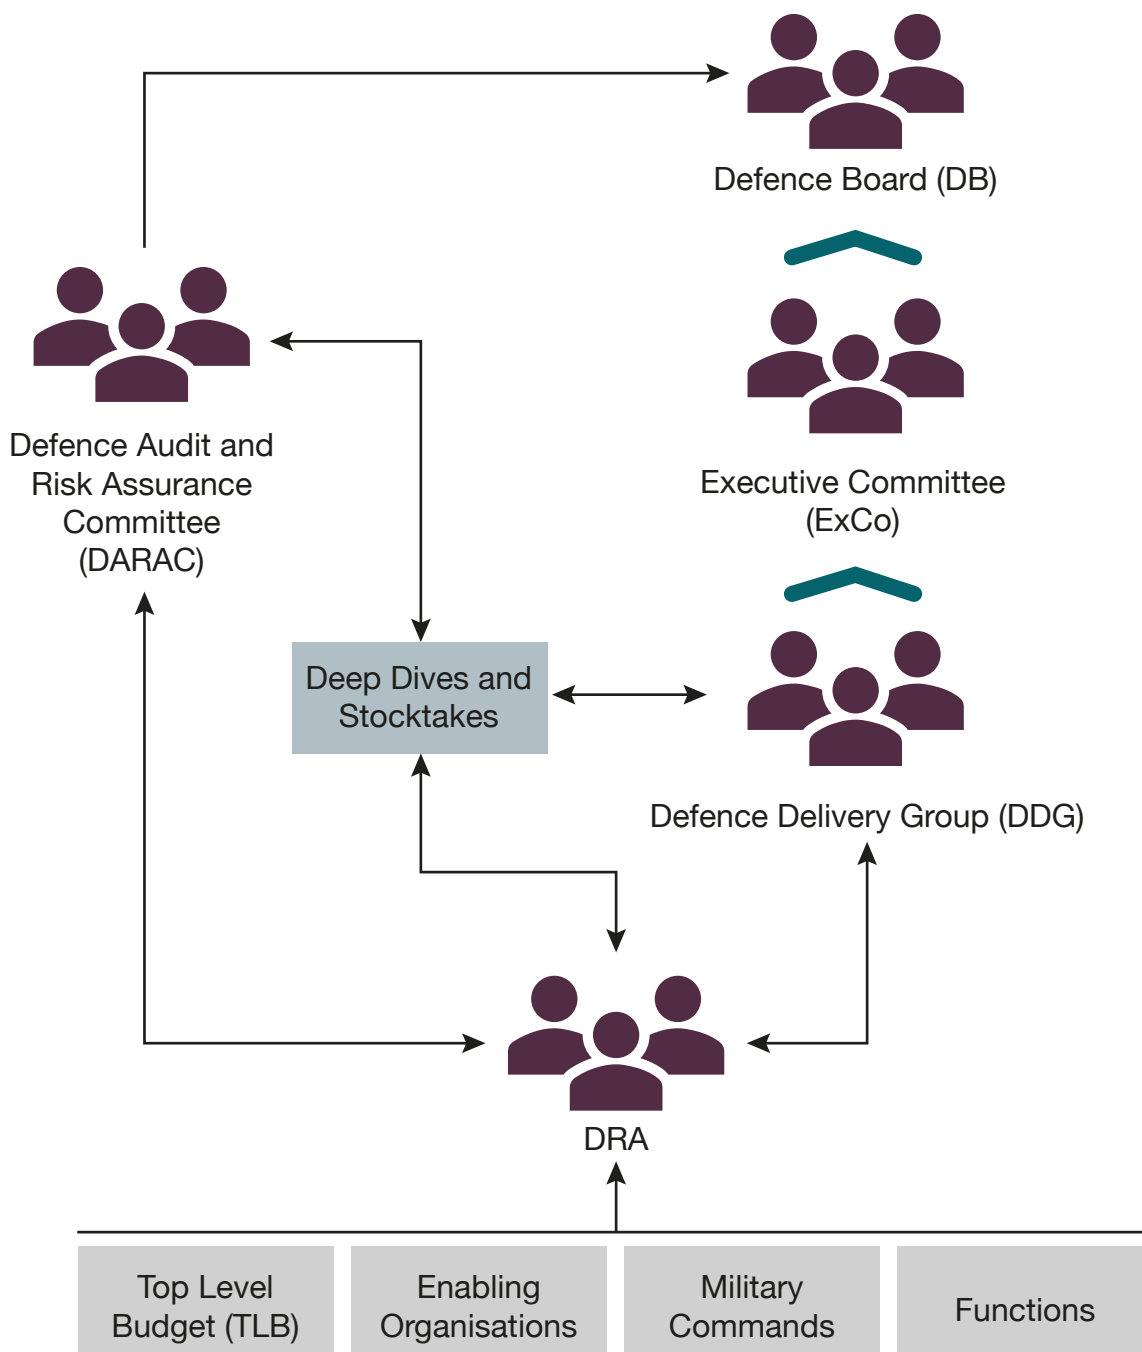 Defence Board (DB)
Defence Audit and
Risk Assurance
Committee
(DARAC)
Executive Committee
(ExCo)
Deep Dives and
Stocktakes
Defence Delivery Group (DDG)
DRA
Top Level
Budget (TLB)
Enabling
Organisations
Military
Commands
Functions